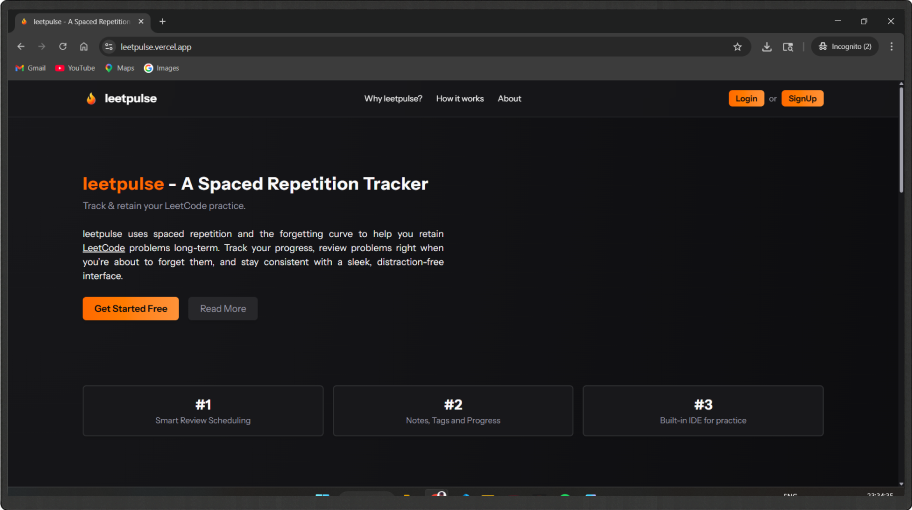 leetpulse - A Spaced Repetition
leetpulse.vercel.app
Incognito (2)
Gmail
YouTube
Maps
Images
leetpulse
Why leetpulse?
How it works
About
Login
or
SignUp
leetpulse - A Spaced Repetition Tracker
Track & retain your LeetCode practice.
leetpulse uses spaced repetition and the forgetting curve to help you retain
LeetCode problems long-term. Track your progress, review problems right when
you're about to forget them, and stay consistent with a sleek, distraction-free
interface.
Get Started Free
Read More
#1
Smart Review Scheduling
#2
Notes, Tags and Progress
#3
Built-in IDE for practice